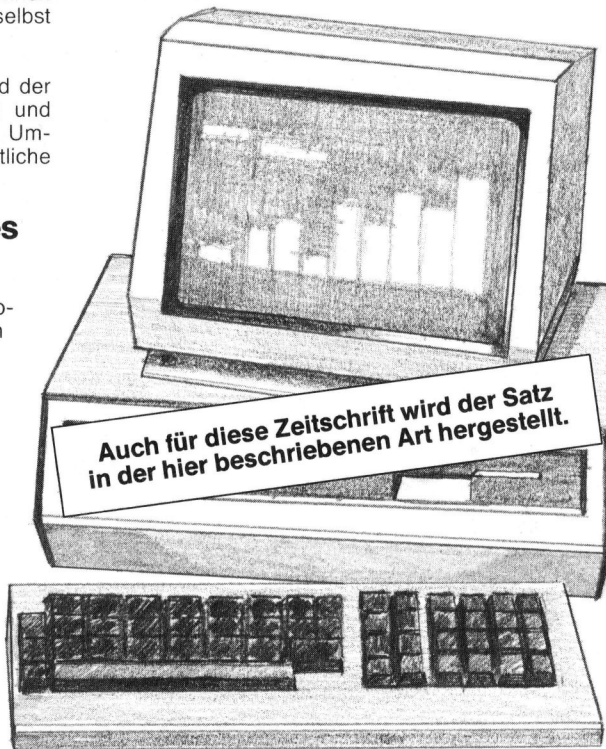 selbst
d der
und
Um-
tliche
es
o-
n
Auch für diese Zeitschrift wird der Satz
in der hier beschriebenen Art hergestellt.